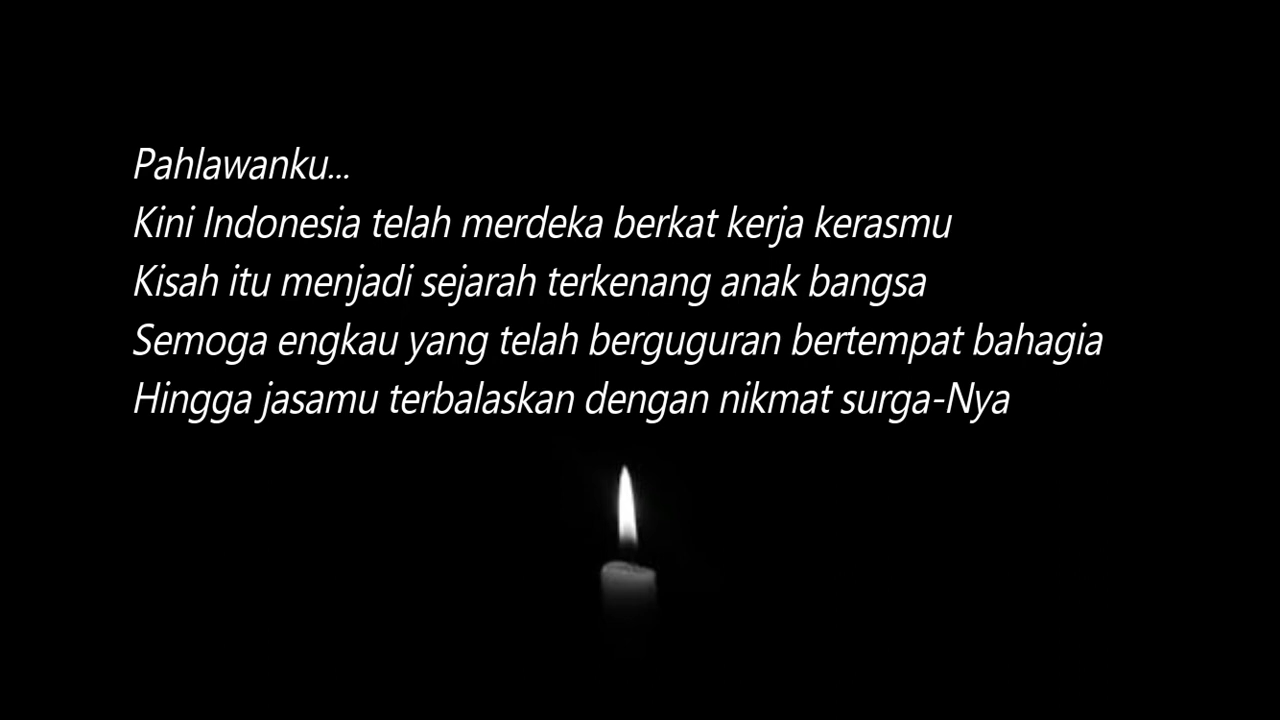 Pahlawanku...
Kini Indonesia telah merdeka berkat kerja kerasmu
Kisah itu menjadi sejarah terkenang anak bangsa
Semoga engkau yang telah berguguran bertempat bahagia
Hingga jasamu terbalaskan dengan nikmat surga-Nya